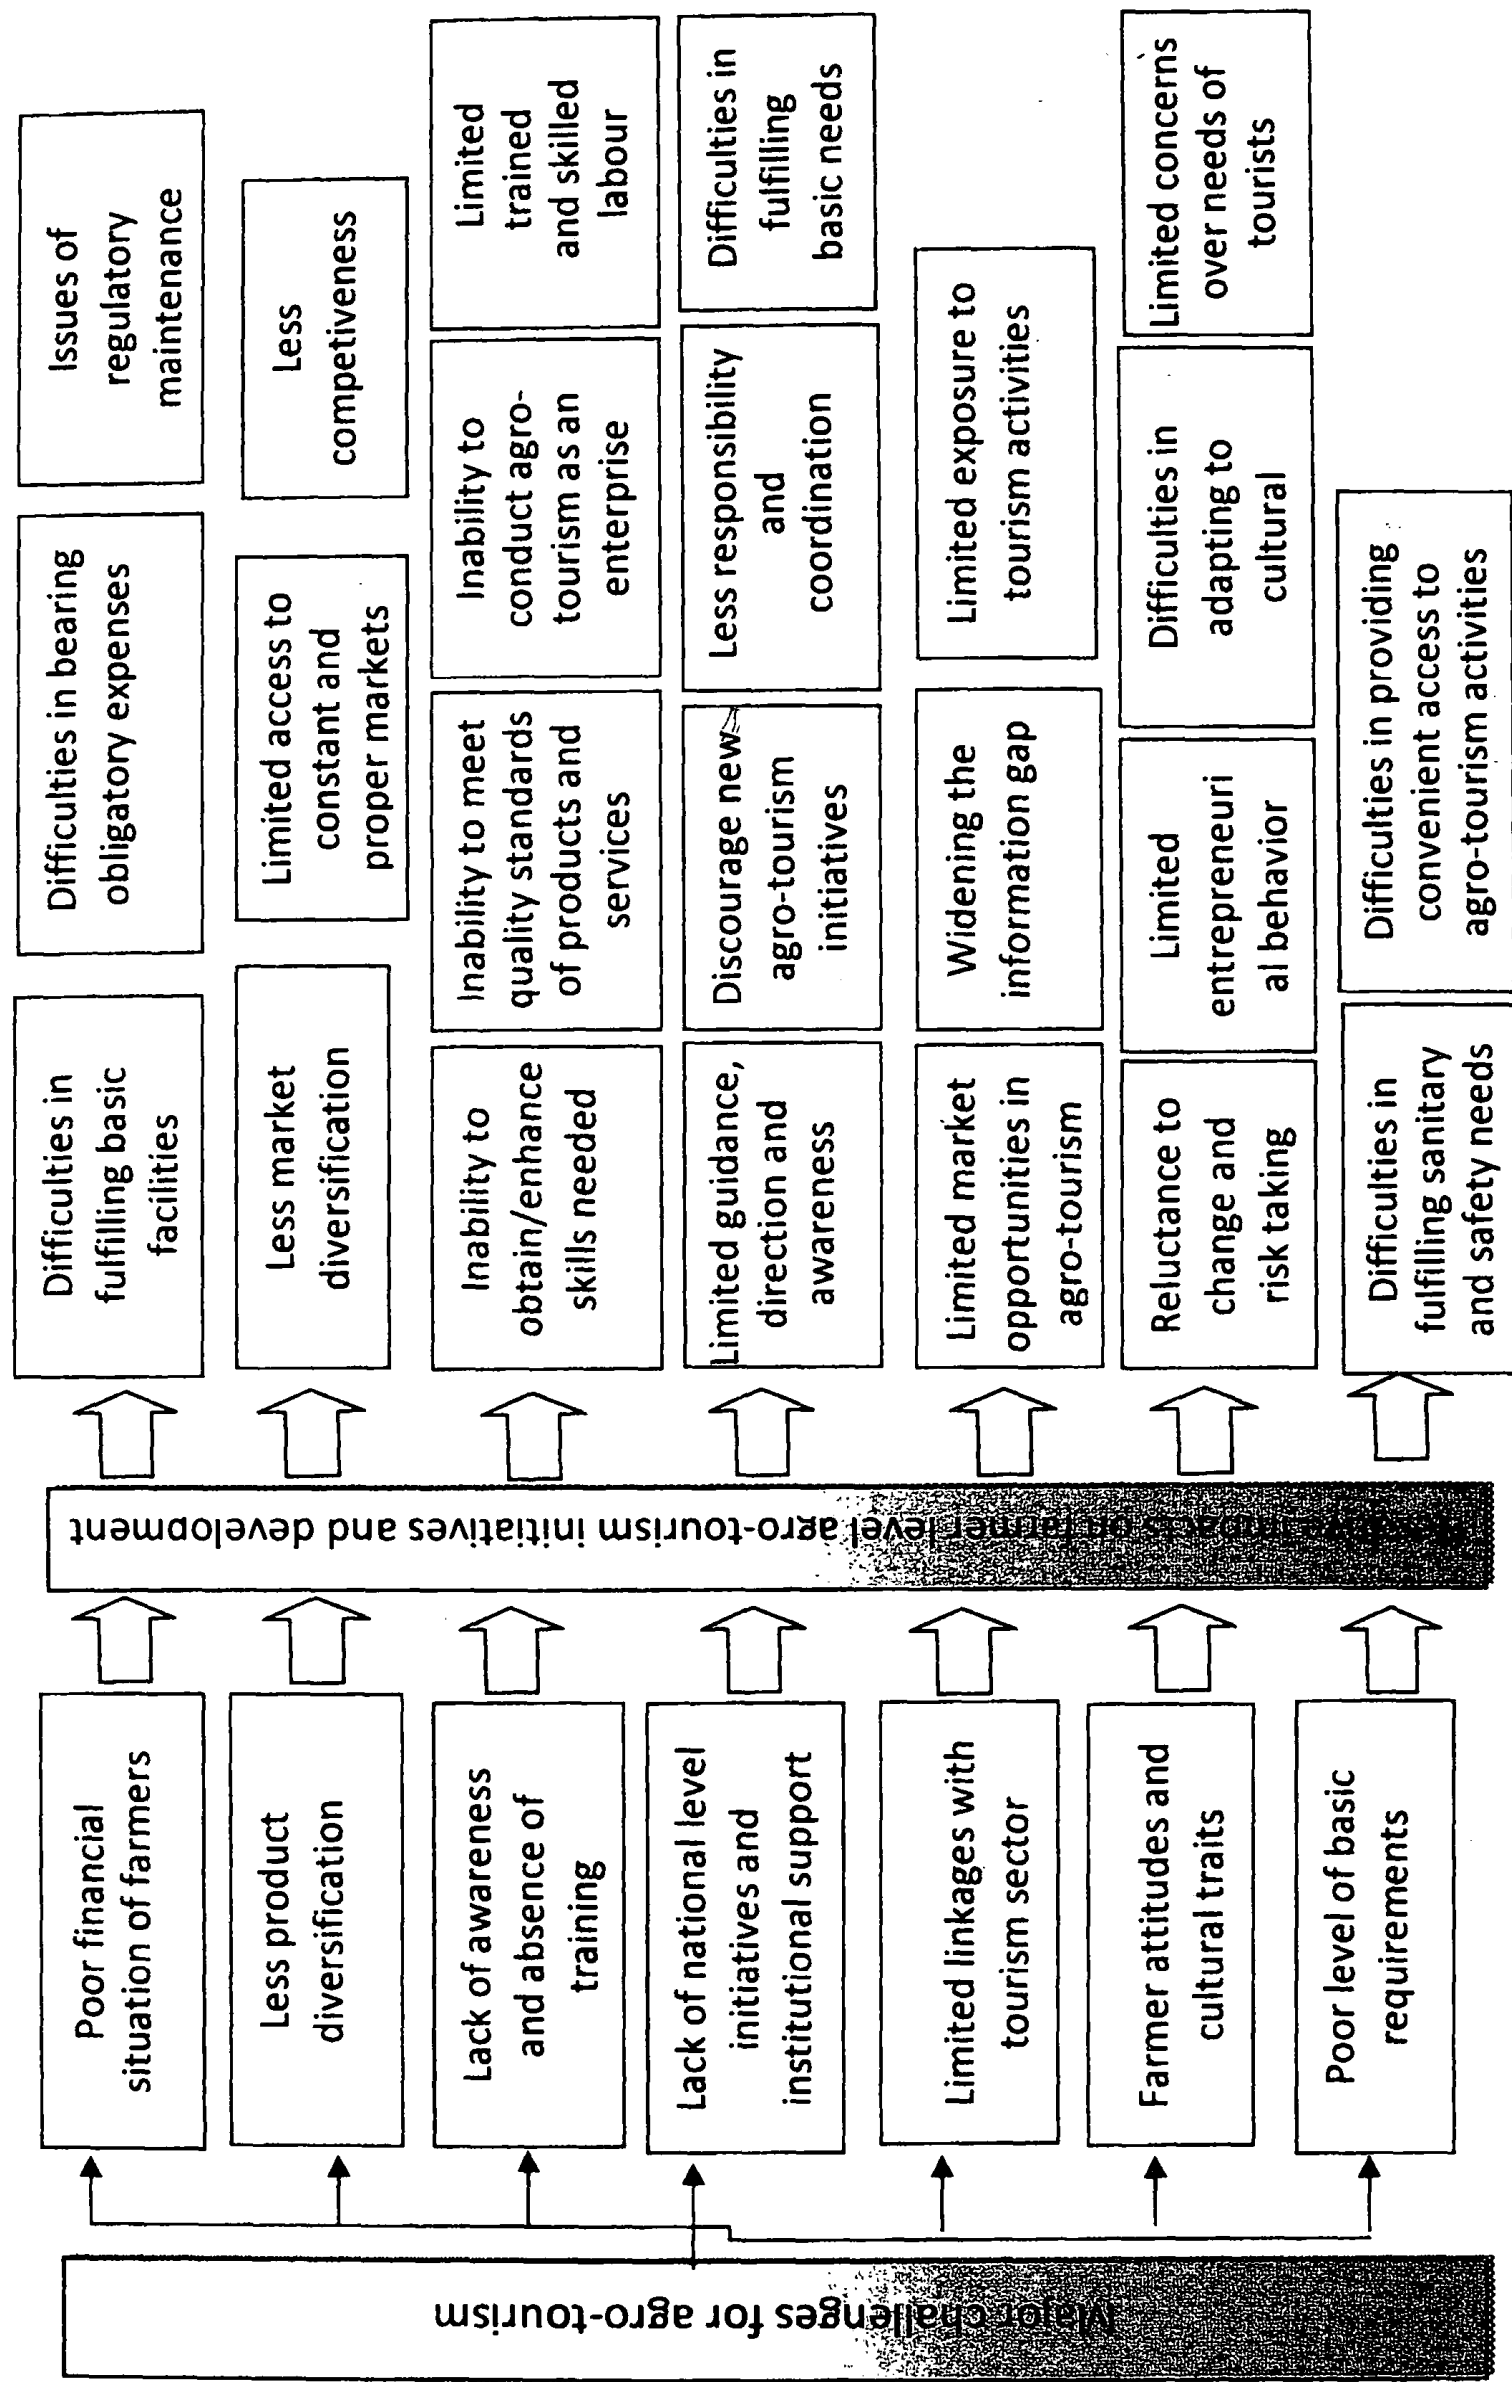 Major challenges for agro-tourism
Poor financial
situation of farmers
Less product
diversification
Lack of awareness
and absence of
training
Lack of national level
initiatives and
institutional support
Limited linkages with
tourism sector
Farmer attitudes and
cultural traits
Poor level of basic
requirements
impacts on farmer level agro-tourism initiatives and development
Difficulties in
fulfilling basic
facilities
Difficulties in bearing
obligatory expenses
Issues of
regulatory
maintenance
Less market
diversification
Limited access to
constant and
proper markets
Less
competiveness
Inability to
obtain/enhance
skills needed
Inability to meet
quality standards
of products and
services
Inability to
conduct agro-
tourism as an
enterprise
Limited
trained
and skilled
labour
Limited guidance,
direction and
awareness
Discourage new
agro-tourism
initiatives
Less responsibility
and
coordination
Difficulties in
fulfilling
basic needs
Limited market
opportunities in
agro-tourism
Widening the
information gap
Limited exposure to
tourism activities
Reluctance to
change and
risk taking
Limited
entrepreneuri
al behavior
Difficulties in
adapting to
cultural
Limited concerns
over needs of
tourists
Difficulties in
fulfilling sanitary
and safety needs
Difficulties in providing
convenient access to
agro-tourism activities